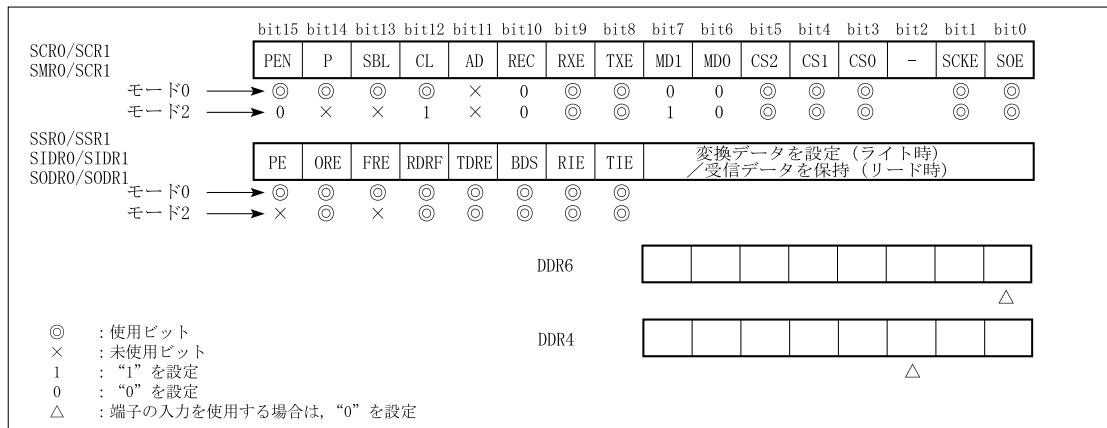 bit15 bit14 bit13 bit12 bit11 bit10 bit9 bit8 bit7 bit6 bit5 bit4 bit3 bit2 bit1 bit0
SCR0/SCR1
SMR0/SCR1
PEN P SBL CL AD REC RXE TXE MD1 MD0 CS2 CS1 CS0 - SCKE SOE
モード0 ◎ ◎ ◎ ◎ × 0 ◎ ◎ 0 0 ◎ ◎ ◎ ◎ ◎
モード2 0 × × 1 × 0 ◎ ◎ 1 0 ◎ ◎ ◎ ◎ ◎
SSR0/SSR1
SIDR0/SIDR1
SODR0/SODR1
PE ORE FRE RDRF TDRE BDS RIE TIE 変換データを設定（ライト時）
／受信データを保持（リード時）
モード0 ◎ ◎ ◎ ◎ ◎ ◎ ◎ ◎
モード2 × ◎ × ◎ ◎ ◎ ◎ ◎
DDR6
△
DDR4
△
◎ ：使用ビット
× ：未使用ビット
1 ：“1”を設定
0 ：“0”を設定
△ ：端子の入力を使用する場合は，“0”を設定